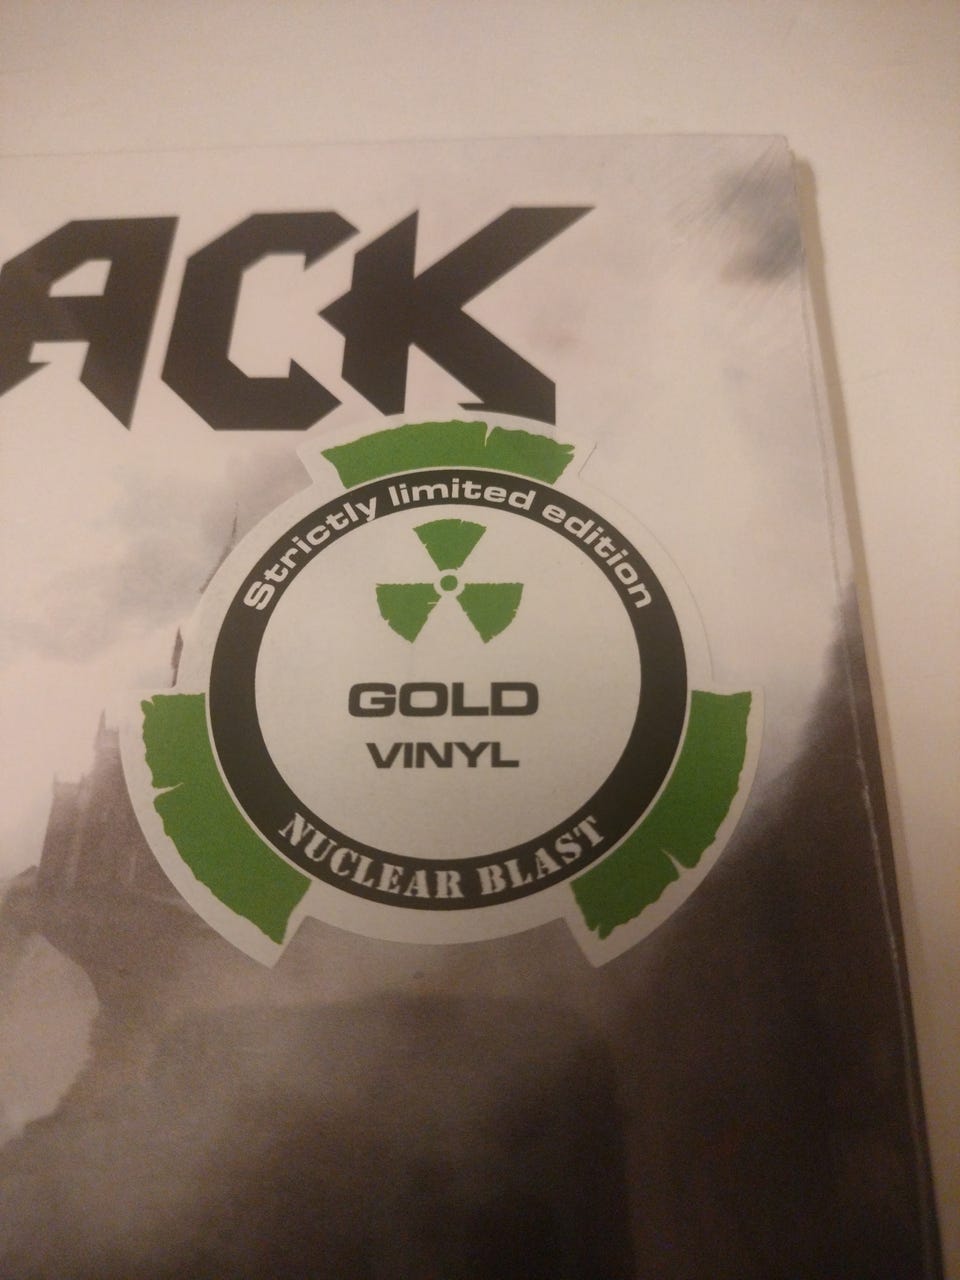 ACK
Strictly limited edition
GOLD
VINYL
NUCLEAR BLAST